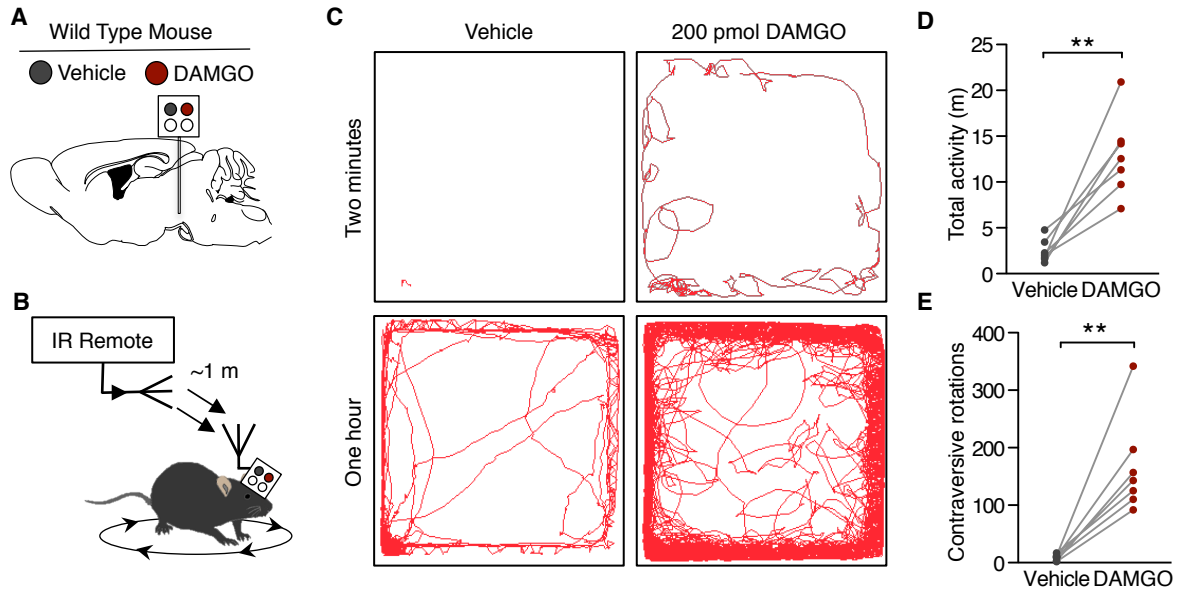 A
Wild Type Mouse
Vehicle DAMGO
B
IR Remote
~1 m
C
Vehicle 200 pmol DAMGO
Two minutes
One hour
D
**
Total activity (m)
25
20
15
10
5
0
Vehicle DAMGO
E
**
Contraversive rotations
400
300
200
100
0
Vehicle DAMGO